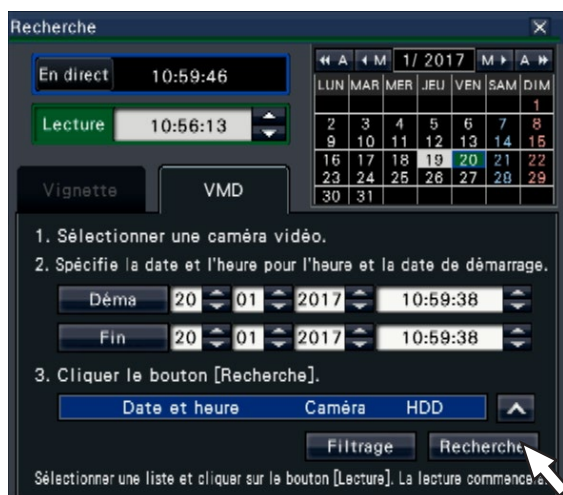 Recherche
En direct 10:59:46
Lecture 10:56:13
A M 1/ 2017 M A
LUN MAR MER JEU VEN SAM DIM
1
2 3 4 5 6 7 8
9 10 11 12 13 14 15
16 17 18 19 20 21 22
23 24 25 26 27 28 29
30 31
Vignette VMD
1. Sélectionner une caméra vidéo.
2. Spécifie la date et l'heure pour l'heure et la date de démarrage.
Déma 20 01 2017 10:59:38
Fin 20 01 2017 10:59:38
3. Cliquer le bouton [Recherche].
Date et heure Caméra HDD
Filtrage Recherche
Sélectionner une liste et cliquer sur le bouton [Lecture]. La lecture commencera.